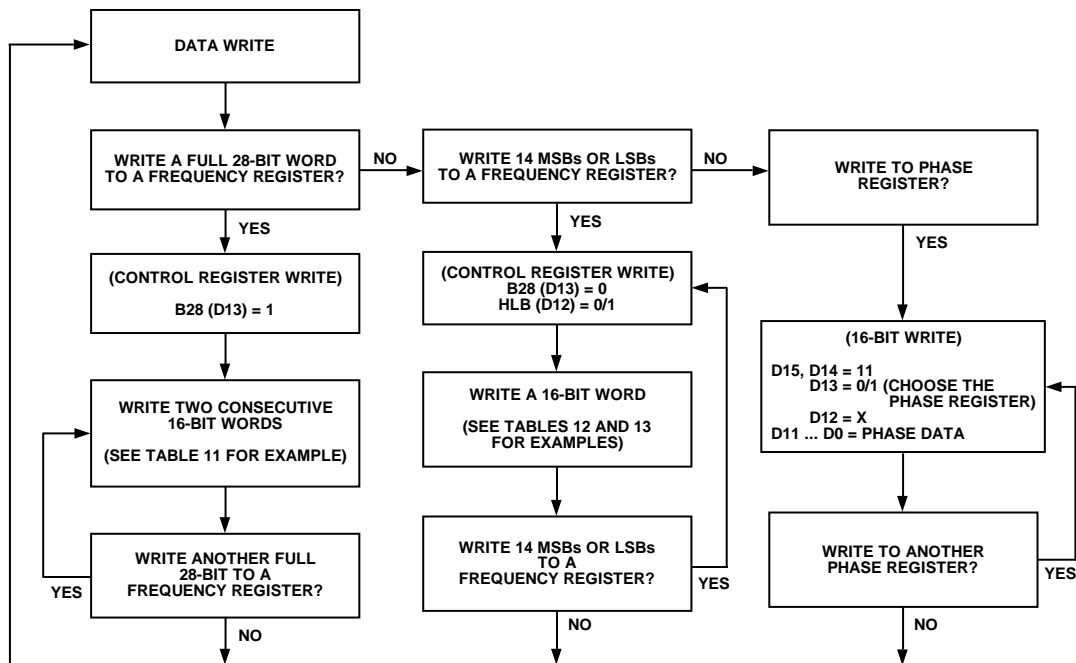 DATA WRITE
WRITE A FULL 28-BIT WORD
TO A FREQUENCY REGISTER?
NO
WRITE 14 MSBs OR LSBs
TO A FREQUENCY REGISTER?
NO
WRITE TO PHASE
REGISTER?
YES
YES
YES
(CONTROL REGISTER WRITE)
B28 (D13) = 1
(CONTROL REGISTER WRITE)
B28 (D13) = 0
HLB (D12) = 0/1
(16-BIT WRITE)
D15, D14 = 11
D13 = 0/1 (CHOOSE THE
PHASE REGISTER)
D12 = X
D11 ... D0 = PHASE DATA
WRITE TWO CONSECUTIVE
16-BIT WORDS
(SEE TABLE 11 FOR EXAMPLE)
WRITE A 16-BIT WORD
(SEE TABLES 12 AND 13
FOR EXAMPLES)
WRITE ANOTHER FULL
28-BIT TO A
FREQUENCY REGISTER?
YES
NO
WRITE 14 MSBs OR LSBs
TO A
FREQUENCY REGISTER?
YES
NO
WRITE TO ANOTHER
PHASE REGISTER?
YES
NO